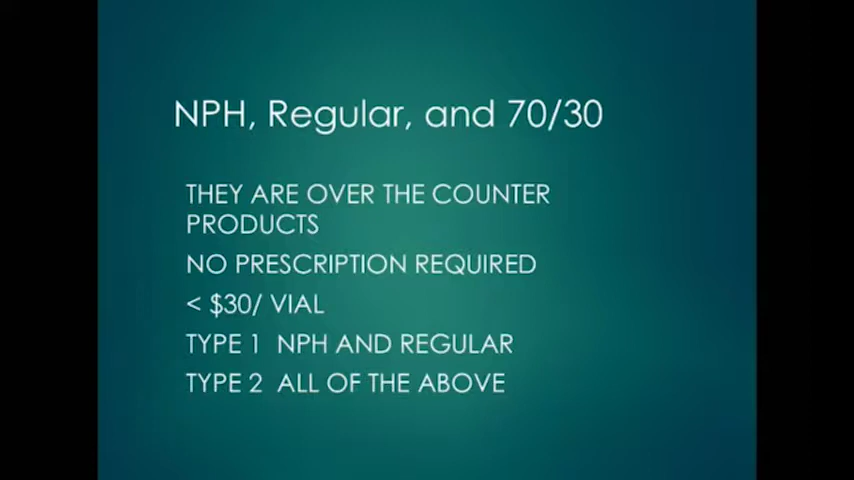 NPH, Regular, and 70/30
THEY ARE OVER THE COUNTER
PRODUCTS
NO PRESCRIPTION REQUIRED
< $30/ VIAL
TYPE 1  NPH AND REGULAR
TYPE 2  ALL OF THE ABOVE